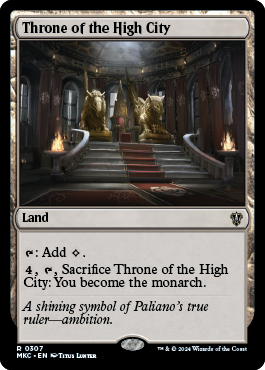 Throne of the High City
Land
: Add .
4, , Sacrifice Throne of the High
City: You become the monarch.
A shining symbol of Paliano's true
ruler—ambition.
R 0307
MKC • EN Titus Lunter
™ & © 2024 Wizards of the Coast